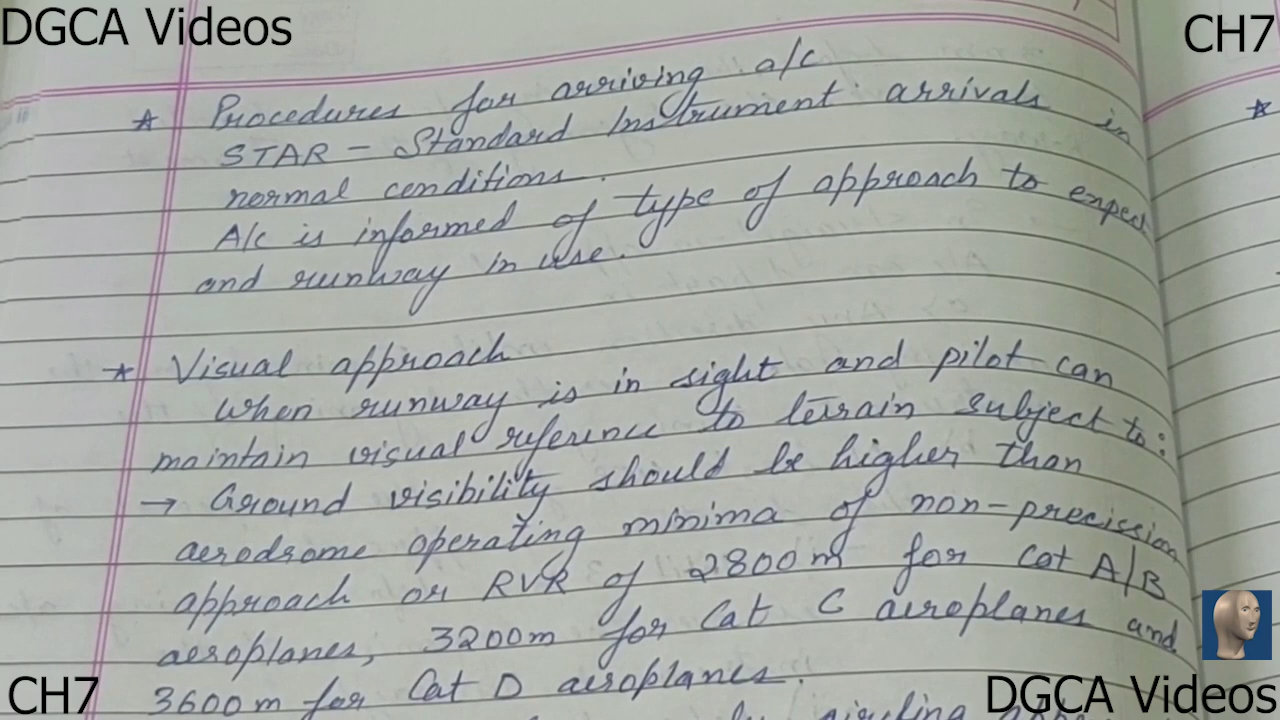 DGCA Videos
CH7
★ Procedures for arriving a/c
STAR - Standard Instrument arrivals in
normal conditions.
A/c is informed of type of approach to expect
and runway in use.
★ Visual approach
When runway is in sight and pilot can
maintain visual reference to terrain subject to:
→ Ground visibility should be higher than
aerodrome operating minima of non-precission
approach or RVR of 2800m for Cat A/B
aeroplanes, 3200m for Cat C aeroplanes and
3600m for Cat D aeroplanes.
circling
CH7
DGCA Videos